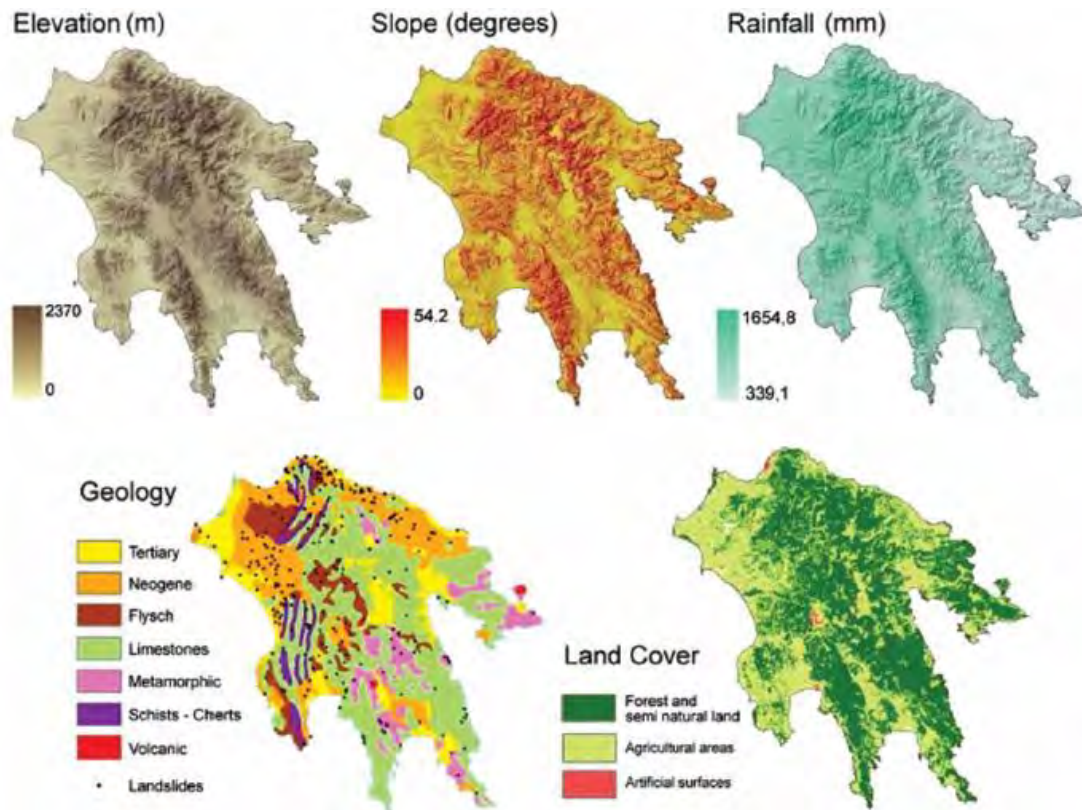 Elevation (m)
Slope (degrees)
Rainfall (mm)
2370
0
54.2
0
1654,8
339,1
Geology
Tertiary
Neogene
Flysch
Limestones
Metamorphic
Schists - Cherts
Volcanic
Landslides
Land Cover
Forest and
semi natural land
Agricultural areas
Artificial surfaces